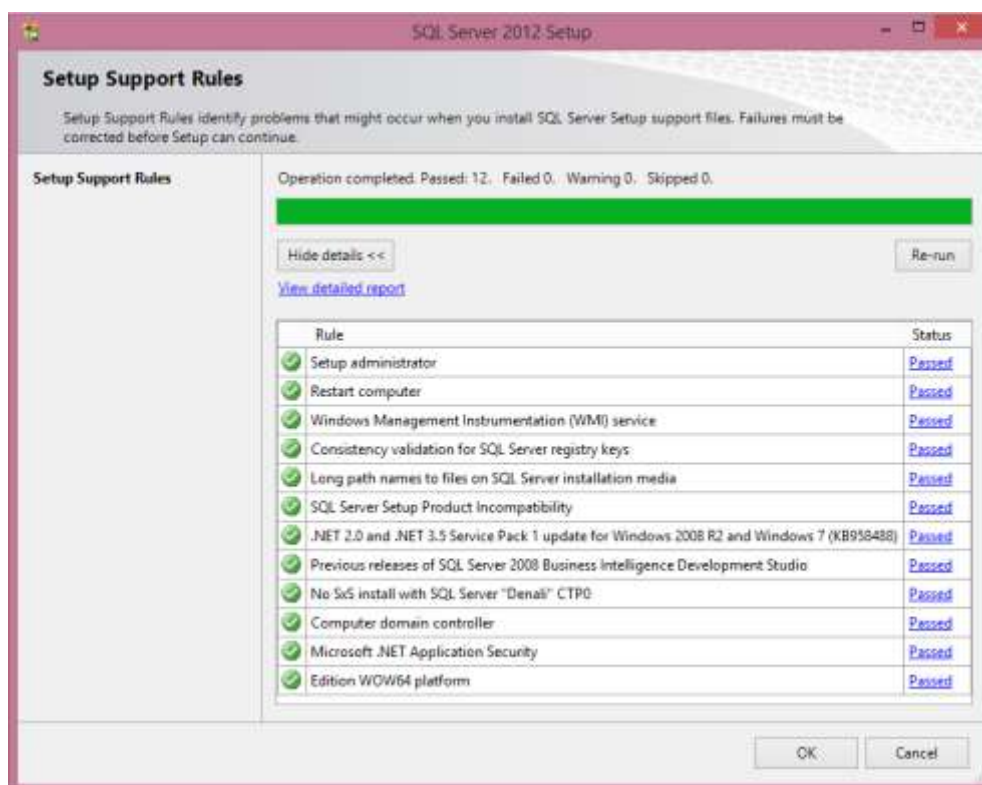 SQL Server 2012 Setup
Setup Support Rules
Setup Support Rules identify problems that might occur when you install SQL Server Setup support files. Failures must be
corrected before Setup can continue.
Setup Support Rules
Operation completed. Passed: 12.   Failed 0.   Warning 0.   Skipped 0.
Hide details <<
Re-run
View detailed report
Rule Status
Setup administrator Passed
Restart computer Passed
Windows Management Instrumentation (WMI) service Passed
Consistency validation for SQL Server registry keys Passed
Long path names to files on SQL Server installation media Passed
SQL Server Setup Product Incompatibility Passed
.NET 2.0 and .NET 3.5 Service Pack 1 update for Windows 2008 R2 and Windows 7 (KB958488) Passed
Previous releases of SQL Server 2008 Business Intelligence Development Studio Passed
No SxS install with SQL Server "Denali" CTP0 Passed
Computer domain controller Passed
Microsoft .NET Application Security Passed
Edition WOW64 platform Passed
OK Cancel